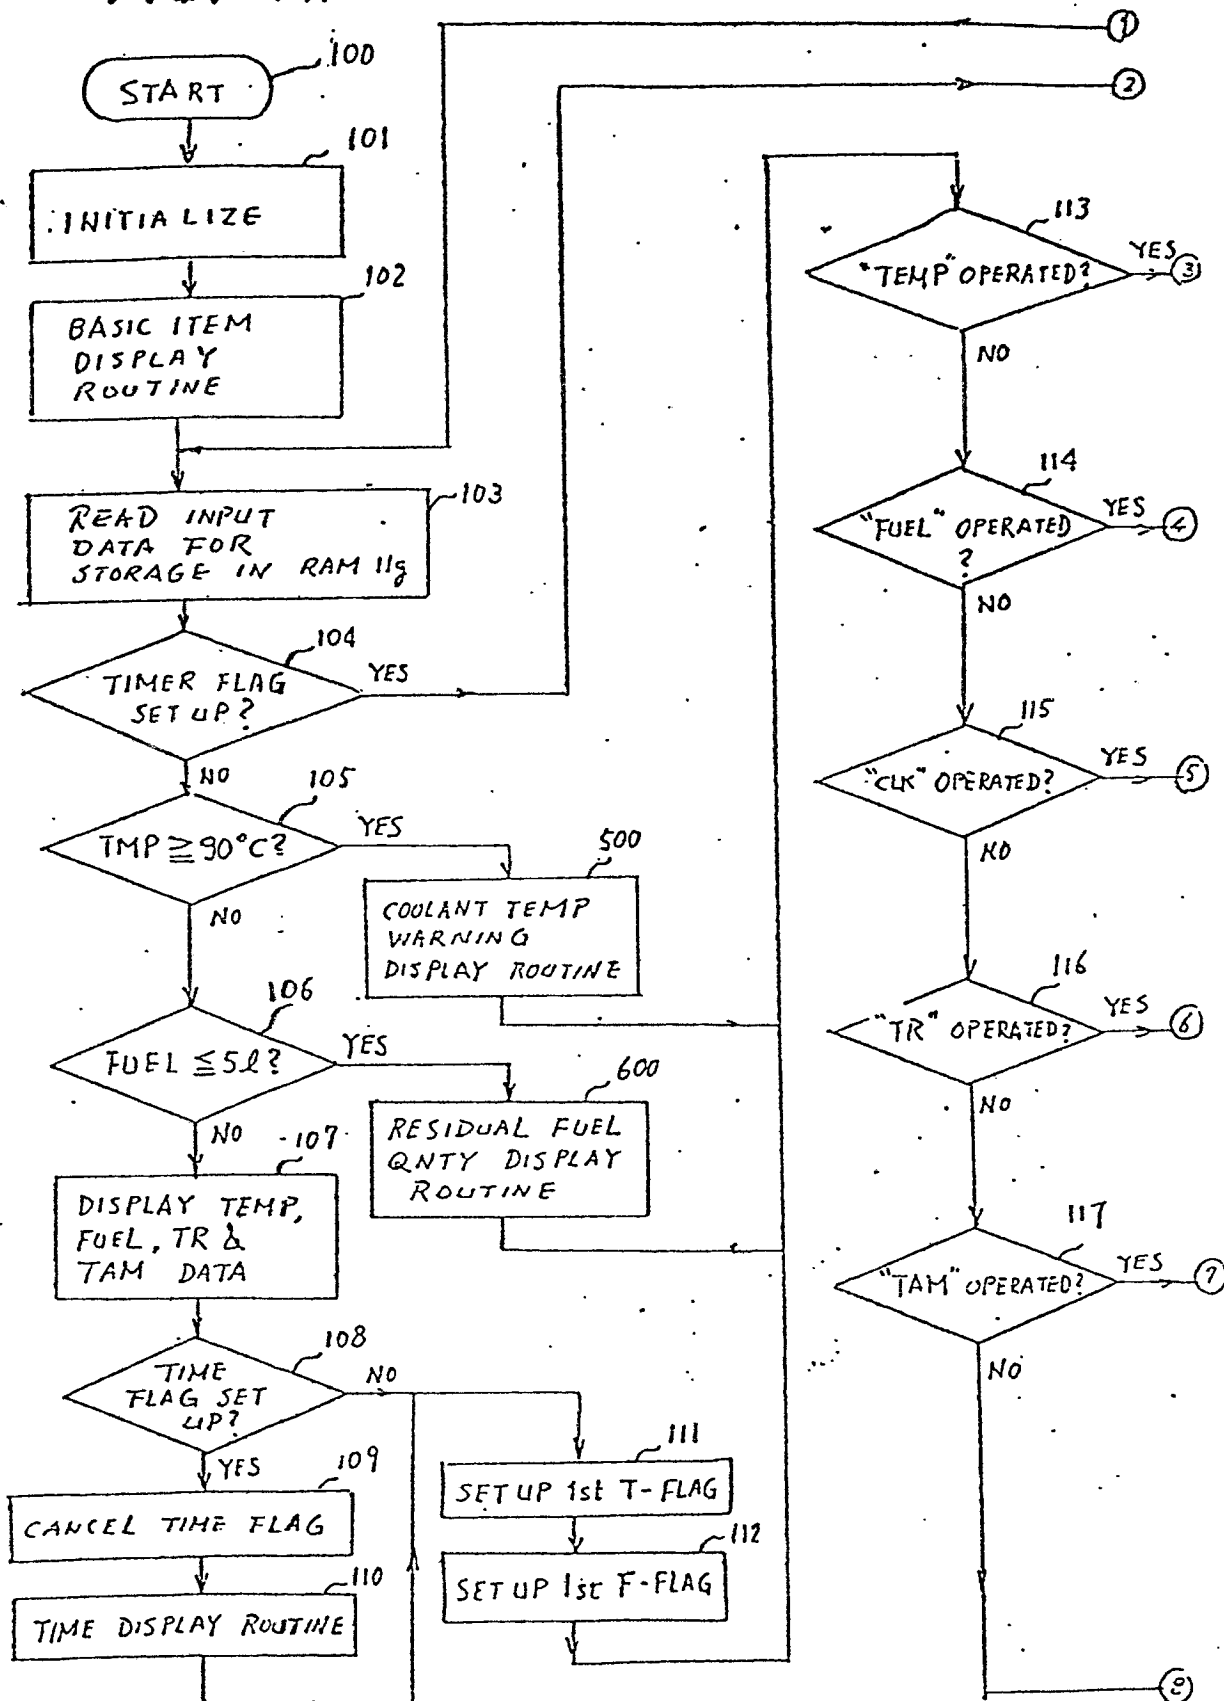 100
START
101
INITIALIZE
102
BASIC ITEM
DISPLAY
ROUTINE
103
READ INPUT
DATA FOR
STORAGE IN RAM 11g
104
TIMER FLAG
SET UP?
YES
NO
105
TMP ≧ 90°C?
YES
NO
500
COOLANT TEMP
WARNING
DISPLAY ROUTINE
106
FUEL ≦ 5ℓ?
YES
NO
600
RESIDUAL FUEL
QNTY DISPLAY
ROUTINE
107
DISPLAY TEMP,
FUEL, TR &
TAM DATA
108
TIME
FLAG SET
UP?
NO
YES
109
CANCEL TIME FLAG
110
TIME DISPLAY ROUTINE
111
SET UP 1st T-FLAG
112
SET UP 1st F-FLAG
1
2
113
"TEMP" OPERATED?
YES
3
NO
114
"FUEL" OPERATED
?
YES
4
NO
115
"CLK" OPERATED?
YES
5
NO
116
"TR" OPERATED?
YES
6
NO
117
"TAM" OPERATED?
YES
7
NO
8